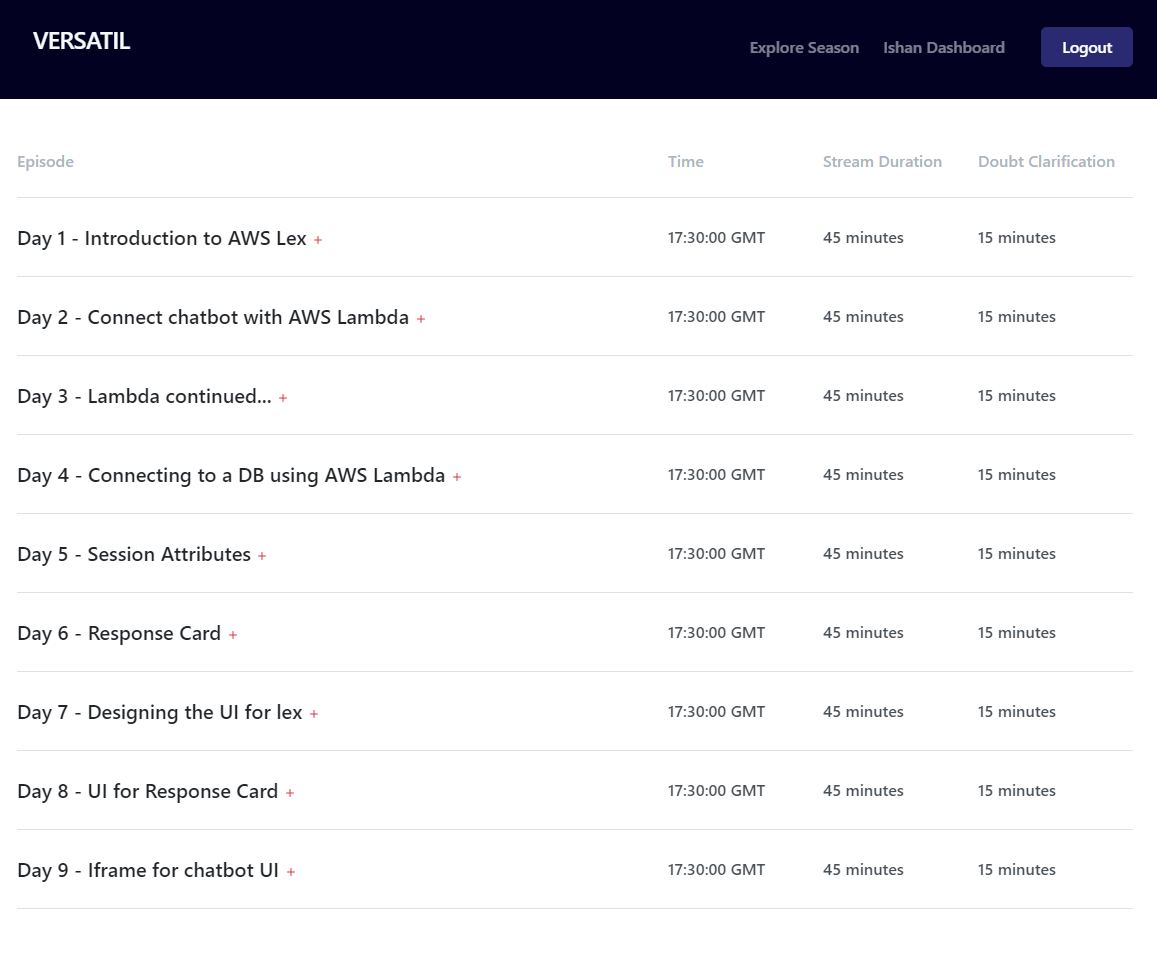 VERSATIL
Explore Season Ishan Dashboard Logout
Episode Time Stream Duration Doubt Clarification
Day 1 - Introduction to AWS Lex + 17:30:00 GMT 45 minutes 15 minutes
Day 2 - Connect chatbot with AWS Lambda + 17:30:00 GMT 45 minutes 15 minutes
Day 3 - Lambda continued... + 17:30:00 GMT 45 minutes 15 minutes
Day 4 - Connecting to a DB using AWS Lambda + 17:30:00 GMT 45 minutes 15 minutes
Day 5 - Session Attributes + 17:30:00 GMT 45 minutes 15 minutes
Day 6 - Response Card + 17:30:00 GMT 45 minutes 15 minutes
Day 7 - Designing the UI for lex + 17:30:00 GMT 45 minutes 15 minutes
Day 8 - UI for Response Card + 17:30:00 GMT 45 minutes 15 minutes
Day 9 - Iframe for chatbot UI + 17:30:00 GMT 45 minutes 15 minutes